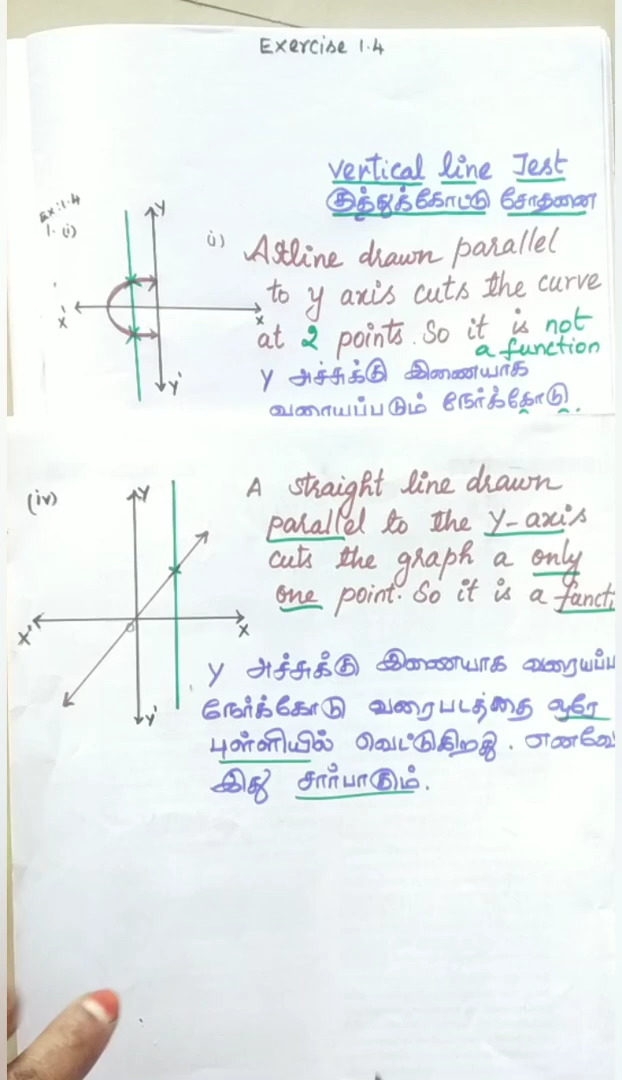 Exercise 1.4
Vertical line Test
குத்துக்கோட்டு சோதனை
Ex:1.4
1. (i)
Y
X'
X
Y'
(i) A st line drawn parallel
to y axis cuts the curve
at 2 points. So it is not
a function
y அச்சுக்கு இணையாக
வரையப்படும் நேர்க்கோடு
(iv)
Y
X'
X
Y'
A straight line drawn
parallel to the Y-axis
cuts the graph a only
one point. So it is a functi
y அச்சுக்கு இணையாக வரையப்ப
நேர்க்கோடு வரைபடத்தை ஒரே
புள்ளியில் வெட்டுகிறது. எனவே
இது சார்பாகும்.